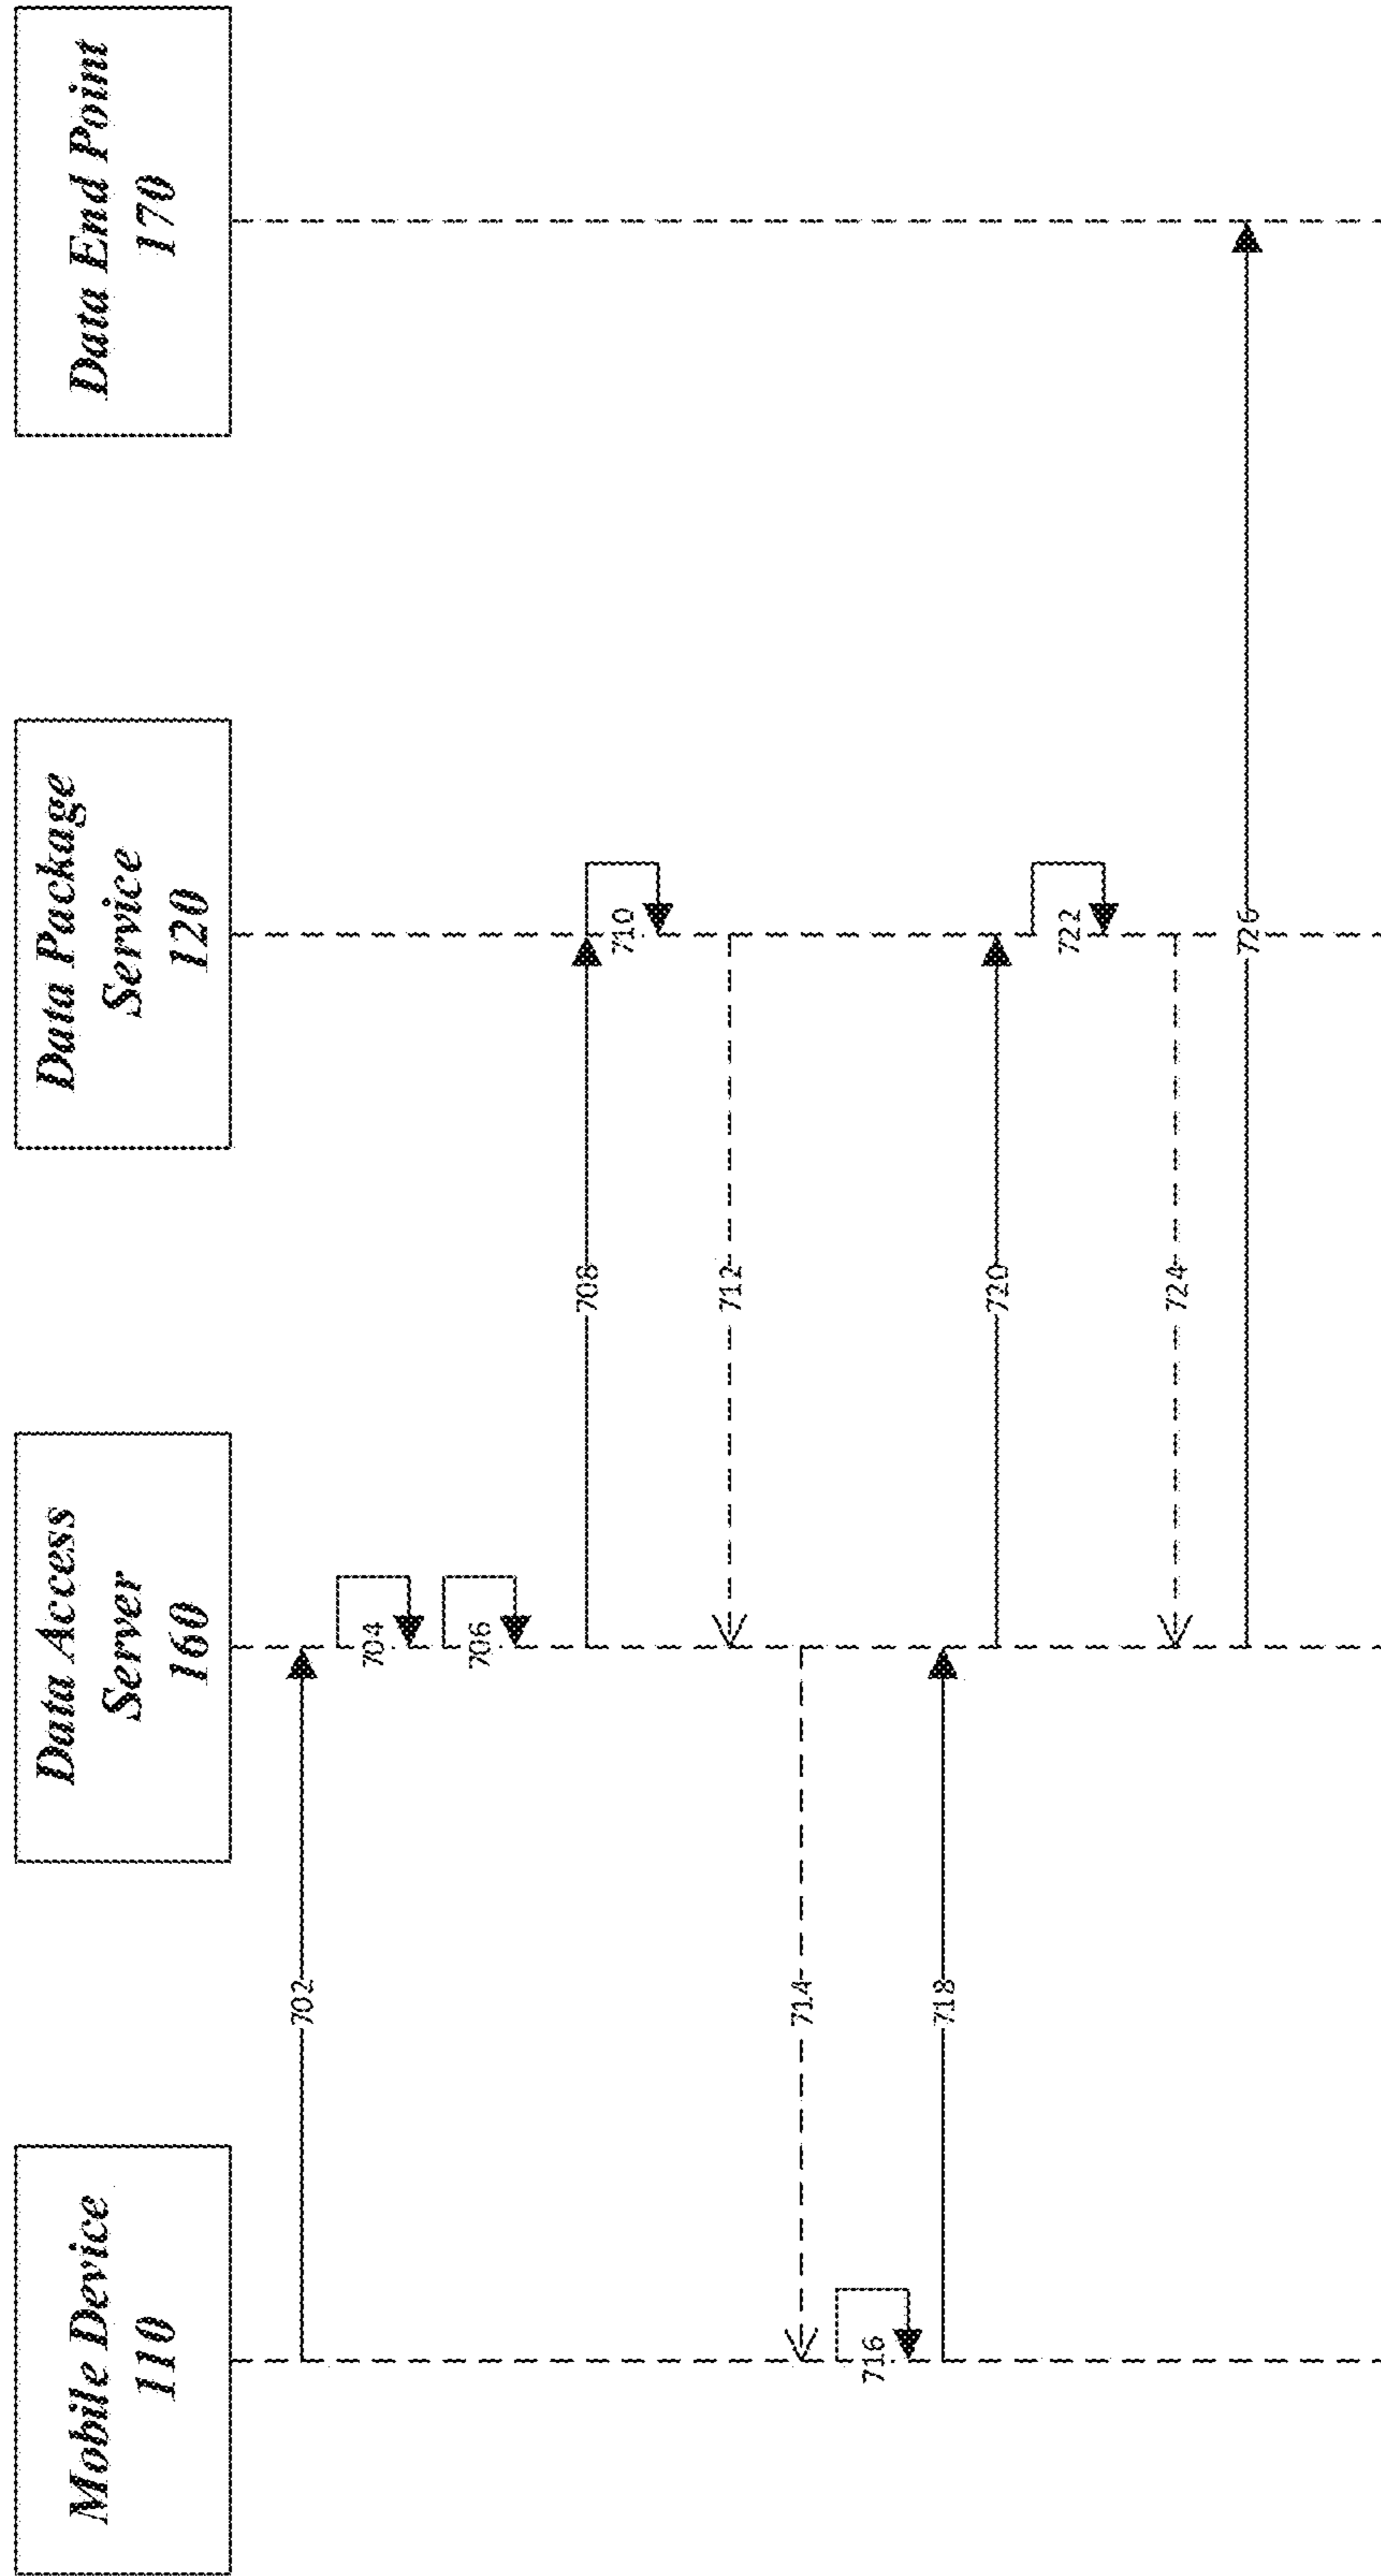 Mobile Device
110
Data Access
Server
160
Data Package
Service
120
Data End Point
170
702
704
706
708
710
712
714
716
718
720
722
724
726